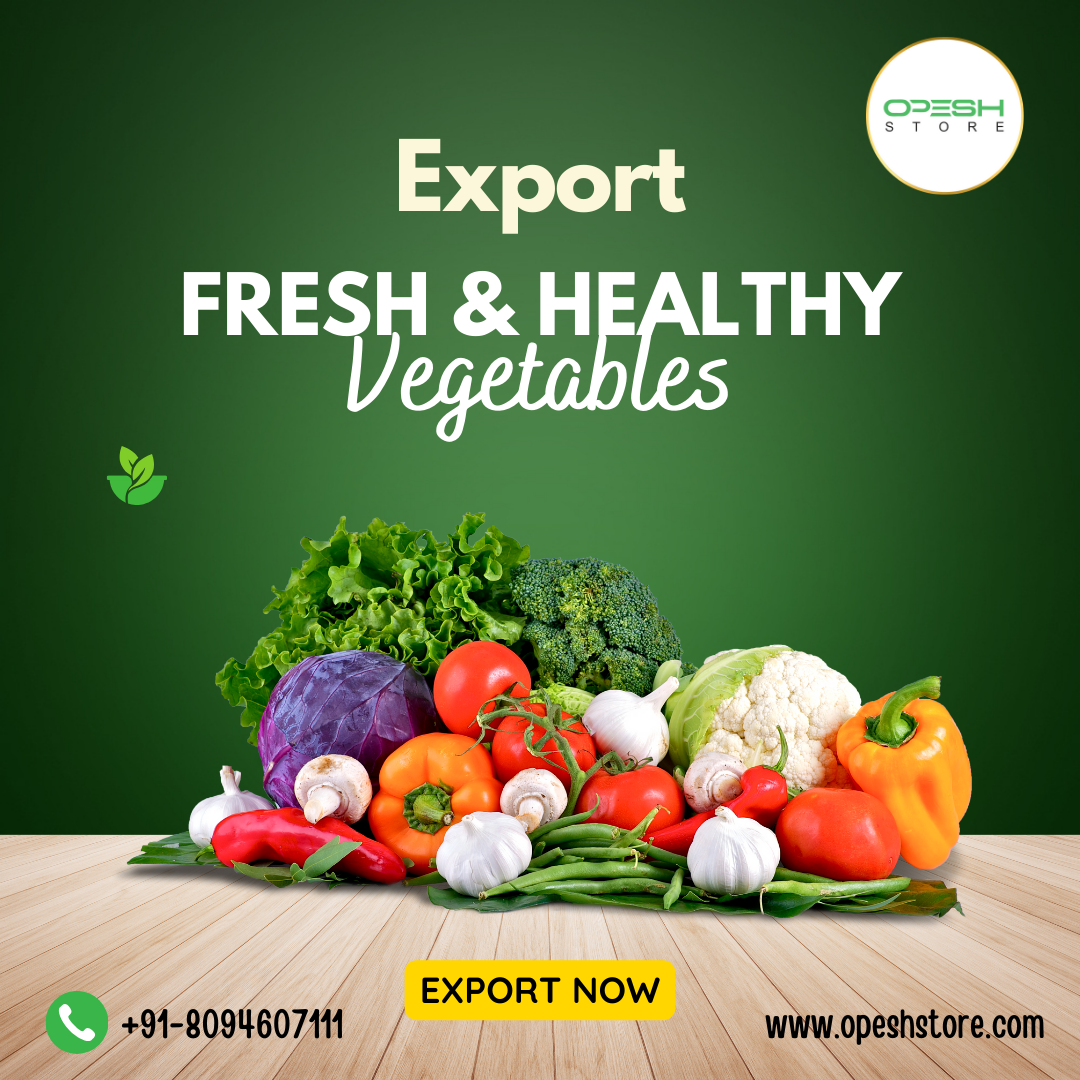 OPESH
STORE
Export
FRESH & HEALTHY
Vegetables
EXPORT NOW
+91-8094607111
www.opeshstore.com